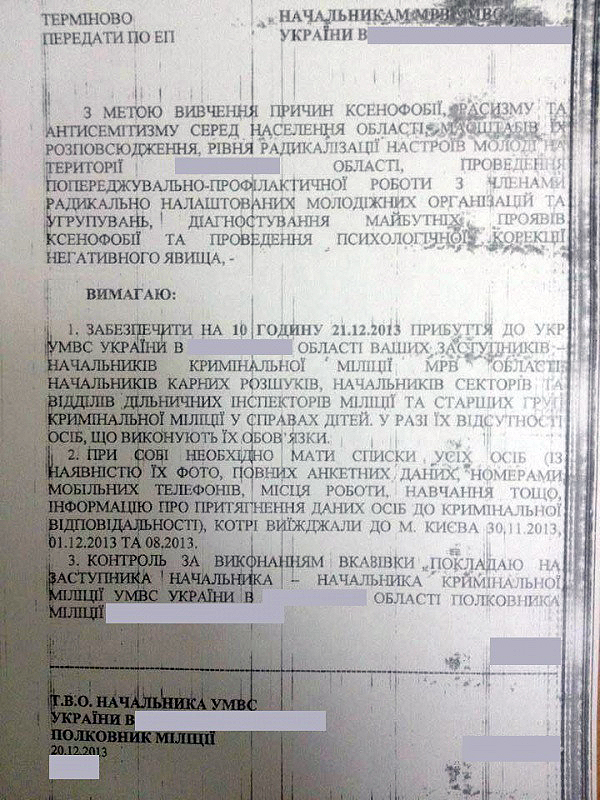 ТЕРМІНОВО
ПЕРЕДАТИ ПО ЕП
НАЧАЛЬНИКАМ МРВ УМВС
УКРАЇНИ В
З МЕТОЮ ВИВЧЕННЯ ПРИЧИН КСЕНОФОБІЇ, РАСИЗМУ ТА
АНТИСЕМІТИЗМУ СЕРЕД НАСЕЛЕННЯ ОБЛАСТІ, МАСШТАБІВ ЇХ
РОЗПОВСЮДЖЕННЯ, РІВНЯ РАДИКАЛІЗАЦІЇ НАСТРОЇВ МОЛОДІ НА
ТЕРИТОРІЇ ОБЛАСТІ, ПРОВЕДЕННЯ
ПОПЕРЕДЖУВАЛЬНО-ПРОФІЛАКТИЧНОЇ РОБОТИ З ЧЛЕНАМИ
РАДИКАЛЬНО НАЛАШТОВАНИХ МОЛОДІЖНИХ ОРГАНІЗАЦІЙ ТА
УГРУПУВАНЬ, ДІАГНОСТУВАННЯ МАЙБУТНІХ ПРОЯВІВ
КСЕНОФОБІЇ ТА ПРОВЕДЕННЯ ПСИХОЛОГІЧНОЇ КОРЕКЦІЇ
НЕГАТИВНОГО ЯВИЩА, -
ВИМАГАЮ:
1. ЗАБЕЗПЕЧИТИ НА 10 ГОДИНУ 21.12.2013 ПРИБУТТЯ ДО УКР
УМВС УКРАЇНИ В ОБЛАСТІ ВАШИХ ЗАСТУПНИКІВ –
НАЧАЛЬНИКІВ КРИМІНАЛЬНОЇ МІЛІЦІЇ МРВ ОБЛАСТІ,
НАЧАЛЬНИКІВ КАРНИХ РОЗШУКІВ, НАЧАЛЬНИКІВ СЕКТОРІВ ТА
ВІДДІЛІВ ДІЛЬНИЧНИХ ІНСПЕКТОРІВ МІЛІЦІЇ ТА СТАРШИХ ГРУП
КРИМІНАЛЬНОЇ МІЛІЦІЇ У СПРАВАХ ДІТЕЙ. У РАЗІ ЇХ ВІДСУТНОСТІ
ОСІБ, ЩО ВИКОНУЮТЬ ЇХ ОБОВ'ЯЗКИ.
2. ПРИ СОБІ НЕОБХІДНО МАТИ СПИСКИ УСІХ ОСІБ (ІЗ
НАЯВНІСТЮ ЇХ ФОТО, ПОВНИХ АНКЕТНИХ ДАНИХ, НОМЕРАМИ
МОБІЛЬНИХ ТЕЛЕФОНІВ, МІСЦЯ РОБОТИ, НАВЧАННЯ ТОЩО,
ІНФОРМАЦІЮ ПРО ПРИТЯГНЕННЯ ДАНИХ ОСІБ ДО КРИМІНАЛЬНОЇ
ВІДПОВІДАЛЬНОСТІ), КОТРІ ВИЇЖДЖАЛИ ДО М. КИЄВА 30.11.2013,
01.12.2013 ТА 08.2013.
3. КОНТРОЛЬ ЗА ВИКОНАННЯМ ВКАВІВКИ ПОКЛАДАЮ НА
ЗАСТУПНИКА НАЧАЛЬНИКА – НАЧАЛЬНИКА КРИМІНАЛЬНОЇ
МІЛІЦІЇ УМВС УКРАЇНИ В ОБЛАСТІ ПОЛКОВНИКА
МІЛІЦІЇ
Т.В.О. НАЧАЛЬНИКА УМВС
УКРАЇНИ В
ПОЛКОВНИК МІЛІЦІЇ
20.12.2013